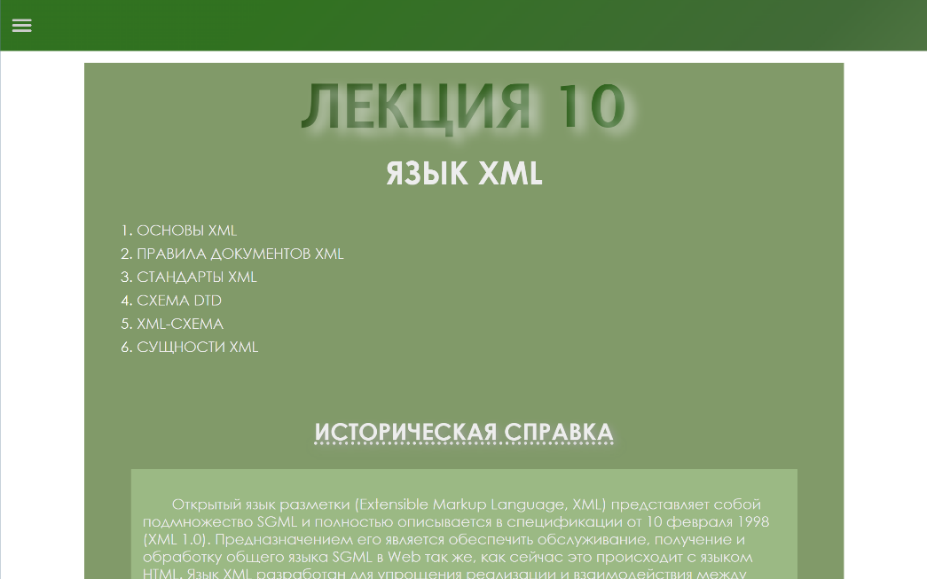 ЛЕКЦИЯ 10
ЯЗЫК XML
1. ОСНОВЫ XML
2. ПРАВИЛА ДОКУМЕНТОВ XML
3. СТАНДАРТЫ XML
4. СХЕМА DTD
5. XML-СХЕМА
6. СУЩНОСТИ XML
ИСТОРИЧЕСКАЯ СПРАВКА
Открытый язык разметки (Extensible Markup Language, XML) представляет собой
подмножество SGML и полностью описывается в спецификации от 10 февраля 1998
(XML 1.0). Предназначением его является обеспечить обслуживание, получение и
обработку общего языка SGML в Web так же, как сейчас это происходит с языком
HTML. Язык XML разработан для упрощения реализации и взаимодействия между